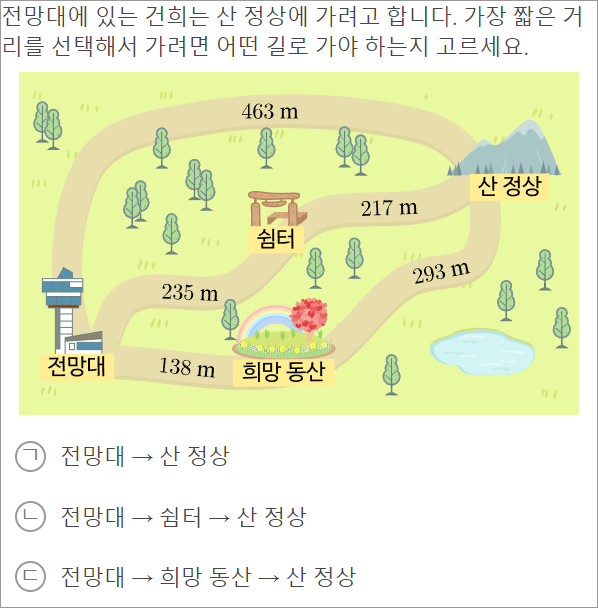 전망대에 있는 건희는 산 정상에 가려고 합니다. 가장 짧은 거
리를 선택해서 가려면 어떤 길로 가야 하는지 고르세요.
463 m
산 정상
217 m
쉼터
293 m
235 m
전망대
138 m
희망 동산
㉠ 전망대 → 산 정상
㉡ 전망대 → 쉼터 → 산 정상
㉢ 전망대 → 희망 동산 → 산 정상